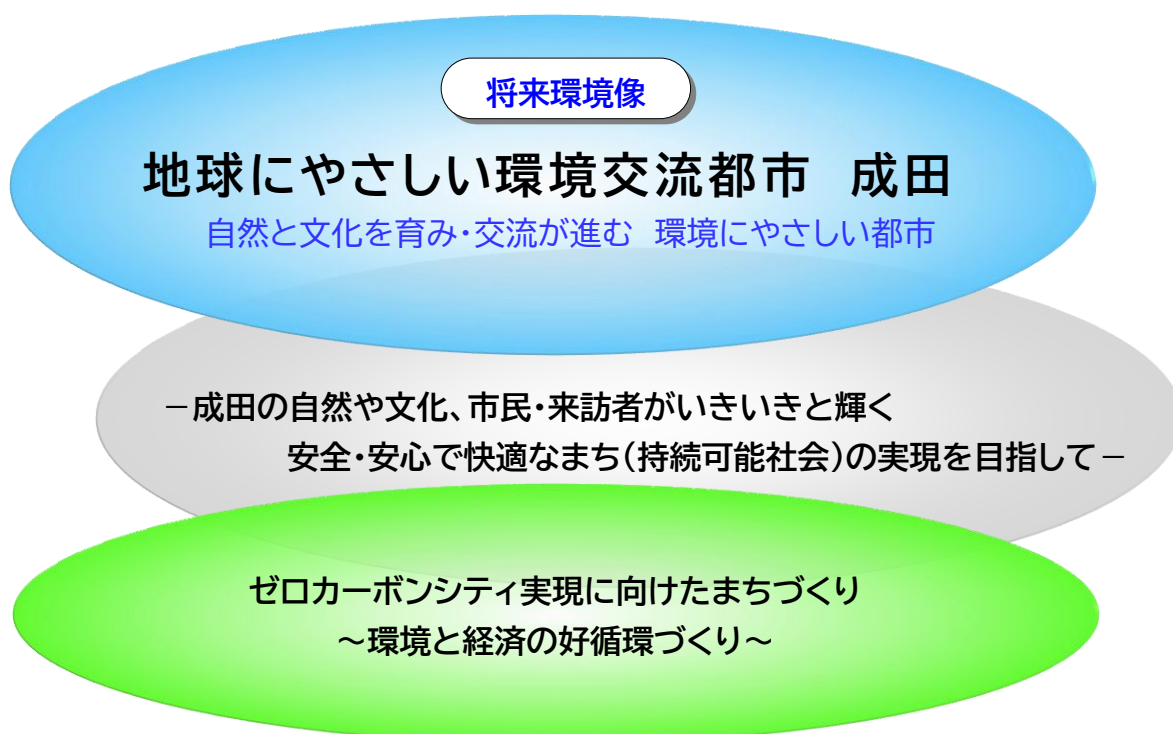 将来環境像
地球にやさしい環境交流都市　成田
自然と文化を育み・交流が進む　環境にやさしい都市
－成田の自然や文化、市民・来訪者がいきいきと輝く
安全・安心で快適なまち（持続可能社会）の実現を目指して－
ゼロカーボンシティ実現に向けたまちづくり
～環境と経済の好循環づくり～